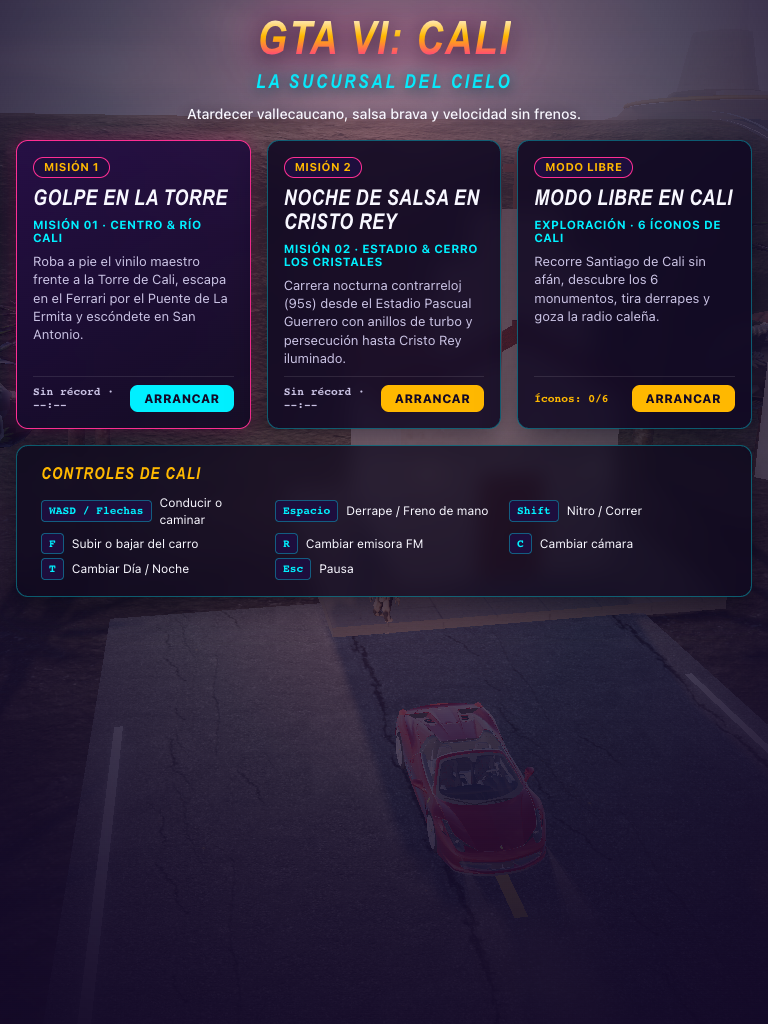 GTA VI: CALI
LA SUCURSAL DEL CIELO
Atardecer vallecaucano, salsa brava y velocidad sin frenos.
MISIÓN 1
GOLPE EN LA TORRE
MISIÓN 01 · CENTRO & RÍO
CALI
Roba a pie el vinilo maestro
frente a la Torre de Cali, escapa
en el Ferrari por el Puente de La
Ermita y escóndete en San
Antonio.
Sin récord ·
--:--
ARRANCAR
MISIÓN 2
NOCHE DE SALSA EN
CRISTO REY
MISIÓN 02 · ESTADIO & CERRO
LOS CRISTALES
Carrera nocturna contrarreloj
(95s) desde el Estadio Pascual
Guerrero con anillos de turbo y
persecución hasta Cristo Rey
iluminado.
Sin récord ·
--:--
ARRANCAR
MODO LIBRE
MODO LIBRE EN CALI
EXPLORACIÓN · 6 ÍCONOS DE
CALI
Recorre Santiago de Cali sin
afán, descubre los 6
monumentos, tira derrapes y
goza la radio caleña.
Íconos: 0/6
ARRANCAR
CONTROLES DE CALI
WASD / Flechas
Conducir o
caminar
Espacio
Derrape / Freno de mano
Shift
Nitro / Correr
F
Subir o bajar del carro
R
Cambiar emisora FM
C
Cambiar cámara
T
Cambiar Día / Noche
Esc
Pausa